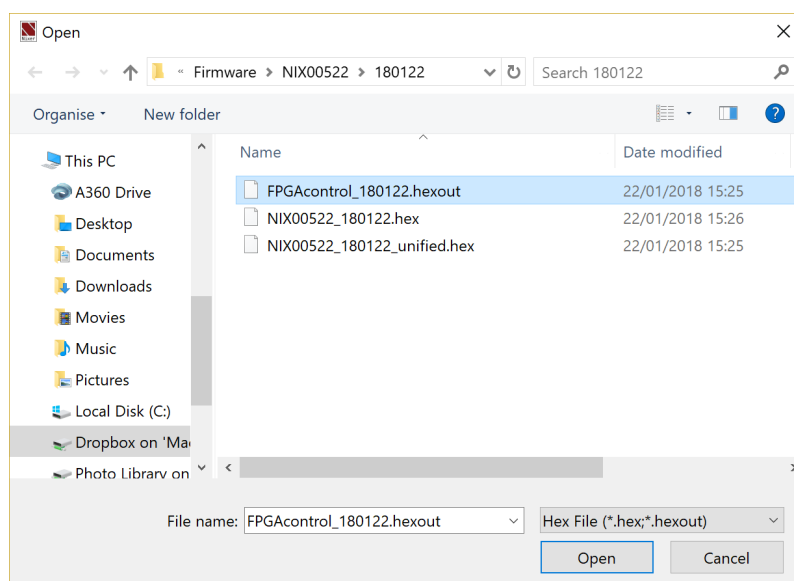 Open
« Firmware > NIX00522 > 180122
Search 180122
Organise
New folder
?
Name
Date modified
This PC
A360 Drive
Desktop
Documents
Downloads
Movies
Music
Pictures
Local Disk (C:)
Dropbox on 'Mac
Photo Library on
FPGAcontrol_180122.hexout 22/01/2018 15:25
NIX00522_180122.hex 22/01/2018 15:26
NIX00522_180122_unified.hex 22/01/2018 15:25
File name: FPGAcontrol_180122.hexout
Hex File (*.hex;*.hexout)
Open
Cancel